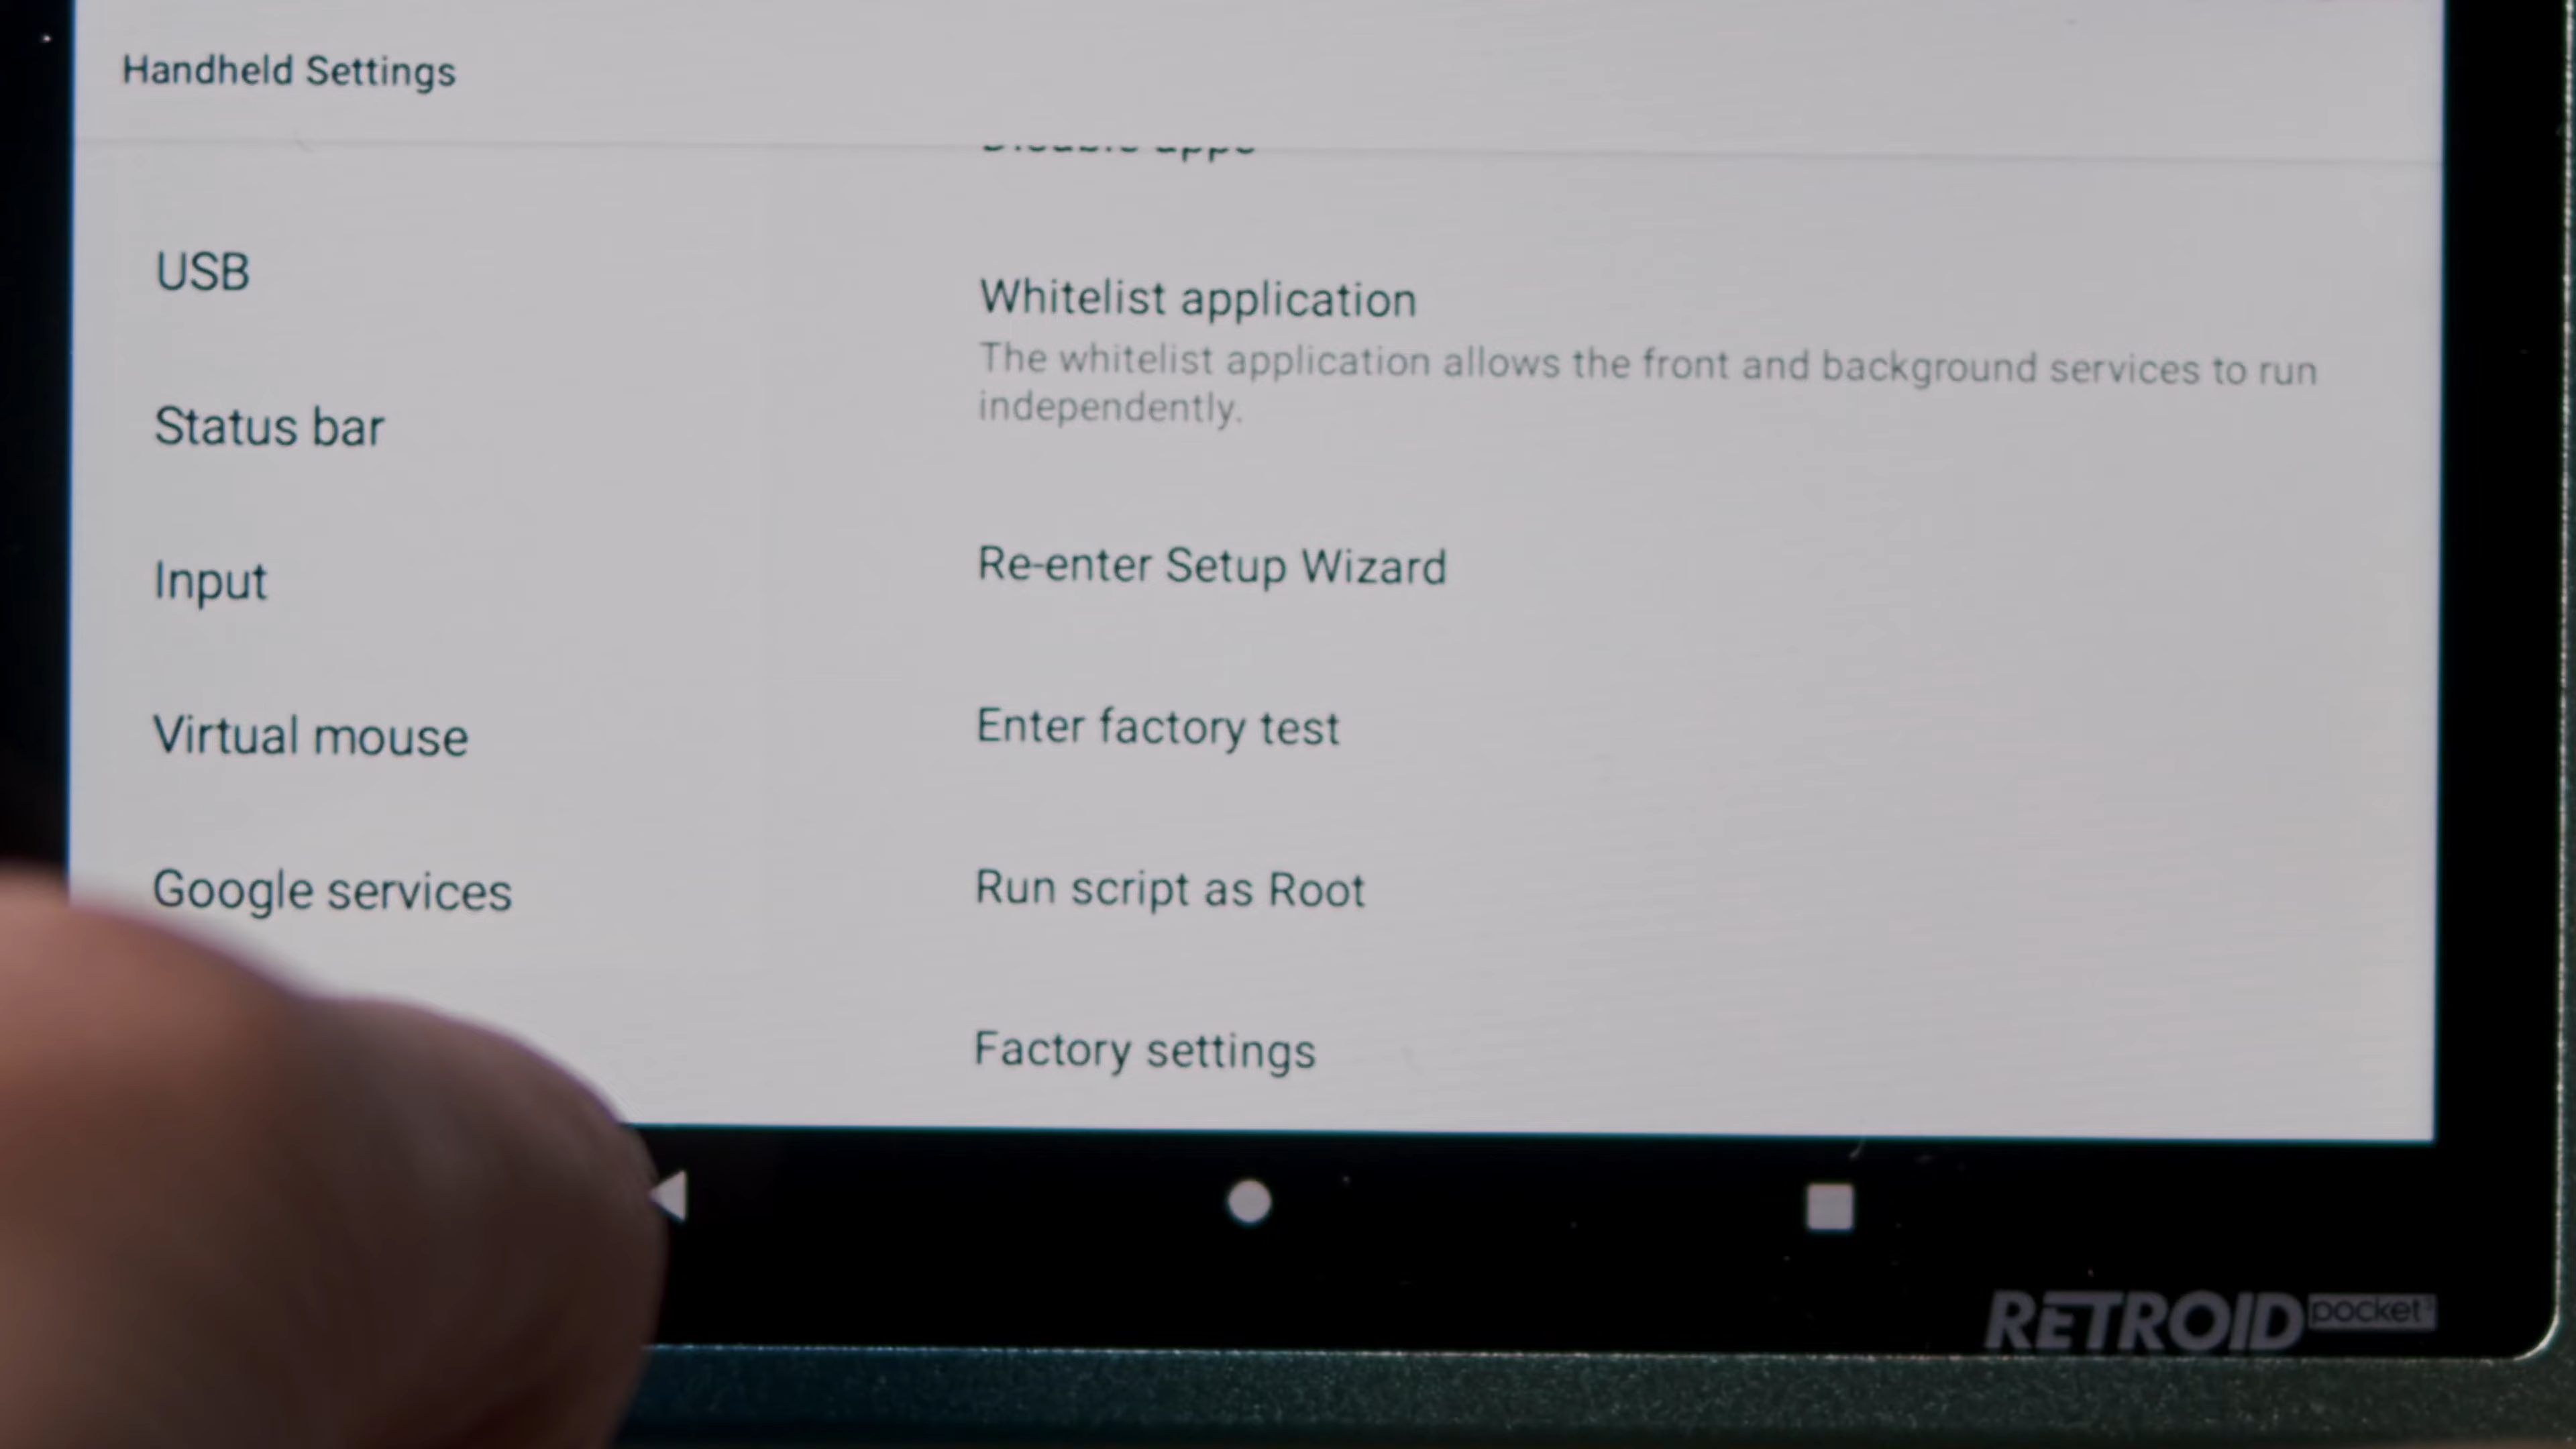 Handheld Settings
USB
Status bar
Input
Virtual mouse
Google services
Whitelist application
The whitelist application allows the front and background services to run
independently.
Re-enter Setup Wizard
Enter factory test
Run script as Root
Factory settings
RETROID pocket